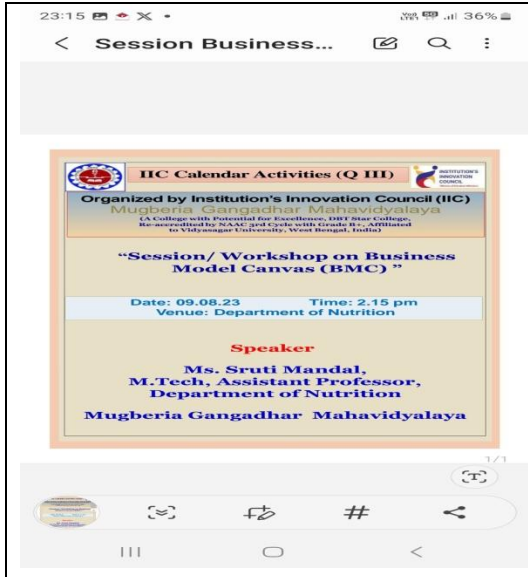 23:15
VoD 5G LTE1 36%
Session Business...
IIC Calendar Activities (Q III)
INSTITUTION'S
INNOVATION
COUNCIL
Organized by Institution's Innovation Council (IIC)
Mugberia Gangadhar Mahavidyalaya
(A College with Potential for Excellence, DBT Star College,
Re-accredited by NAAC 3rd Cycle with Grade B+, Affiliated
to Vidyasagar University, West Bengal, India)
“Session/ Workshop on Business
Model Canvas (BMC) ”
Date: 09.08.23 Time: 2.15 pm
Venue: Department of Nutrition
Speaker
Ms. Sruti Mandal,
M.Tech, Assistant Professor,
Department of Nutrition
Mugberia Gangadhar Mahavidyalaya
1/1
T
#